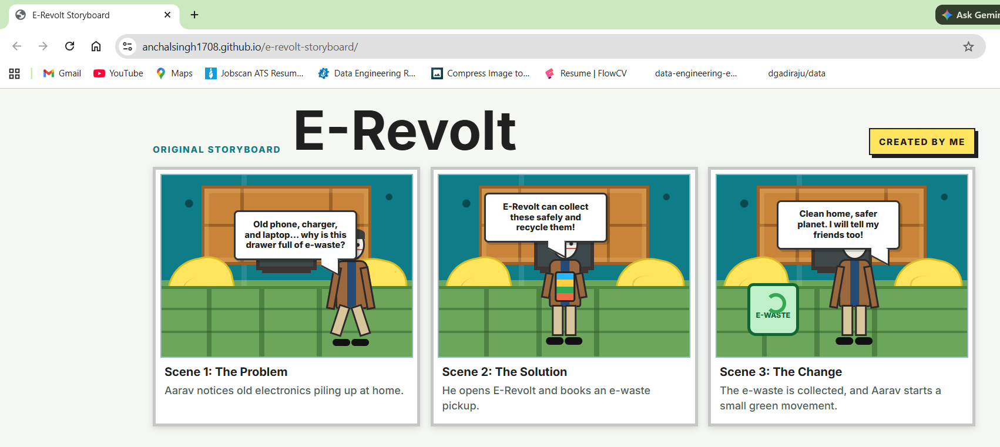 E-Revolt Storyboard
Ask Gemin
anchalsingh1708.github.io/e-revolt-storyboard/
Gmail
YouTube
Maps
Jobscan ATS Resum...
Data Engineering R...
Compress Image to...
Resume | FlowCV
data-engineering-e...
dgadiraju/data
ORIGINAL STORYBOARD
E-Revolt
CREATED BY ME
Old phone, charger,
and laptop... why is this
drawer full of e-waste?
Scene 1: The Problem
Aarav notices old electronics piling up at home.
E-Revolt can collect
these safely and
recycle them!
Scene 2: The Solution
He opens E-Revolt and books an e-waste
pickup.
Clean home, safer
planet. I will tell my
friends too!
E-WASTE
Scene 3: The Change
The e-waste is collected, and Aarav starts a
small green movement.